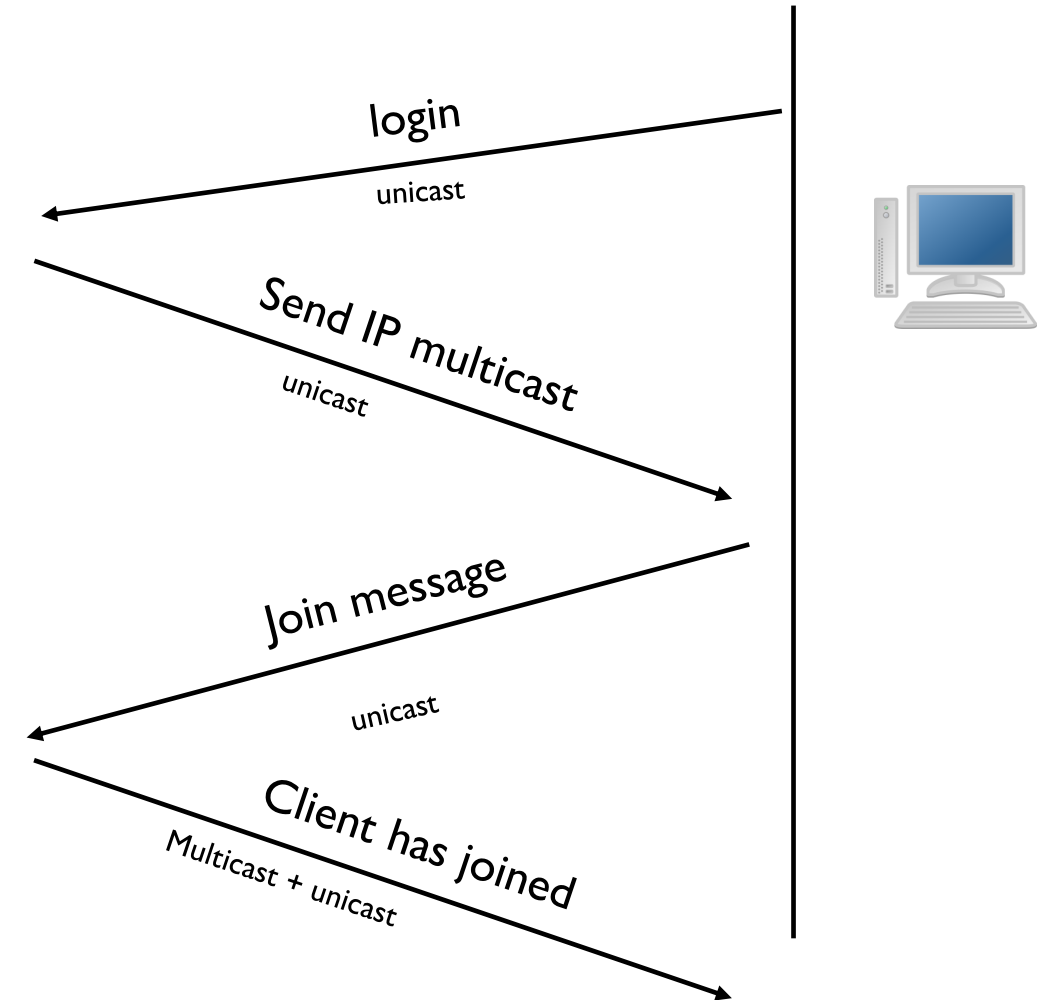 login
unicast
Send IP multicast
unicast
Join message
unicast
Client has joined
Multicast + unicast